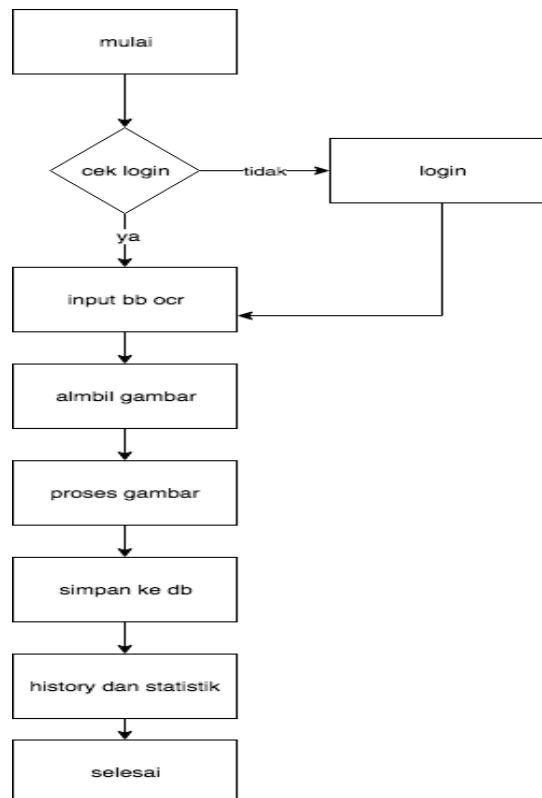 mulai
cek login
tidak
login
ya
input bb ocr
almbil gambar
proses gambar
simpan ke db
history dan statistik
selesai